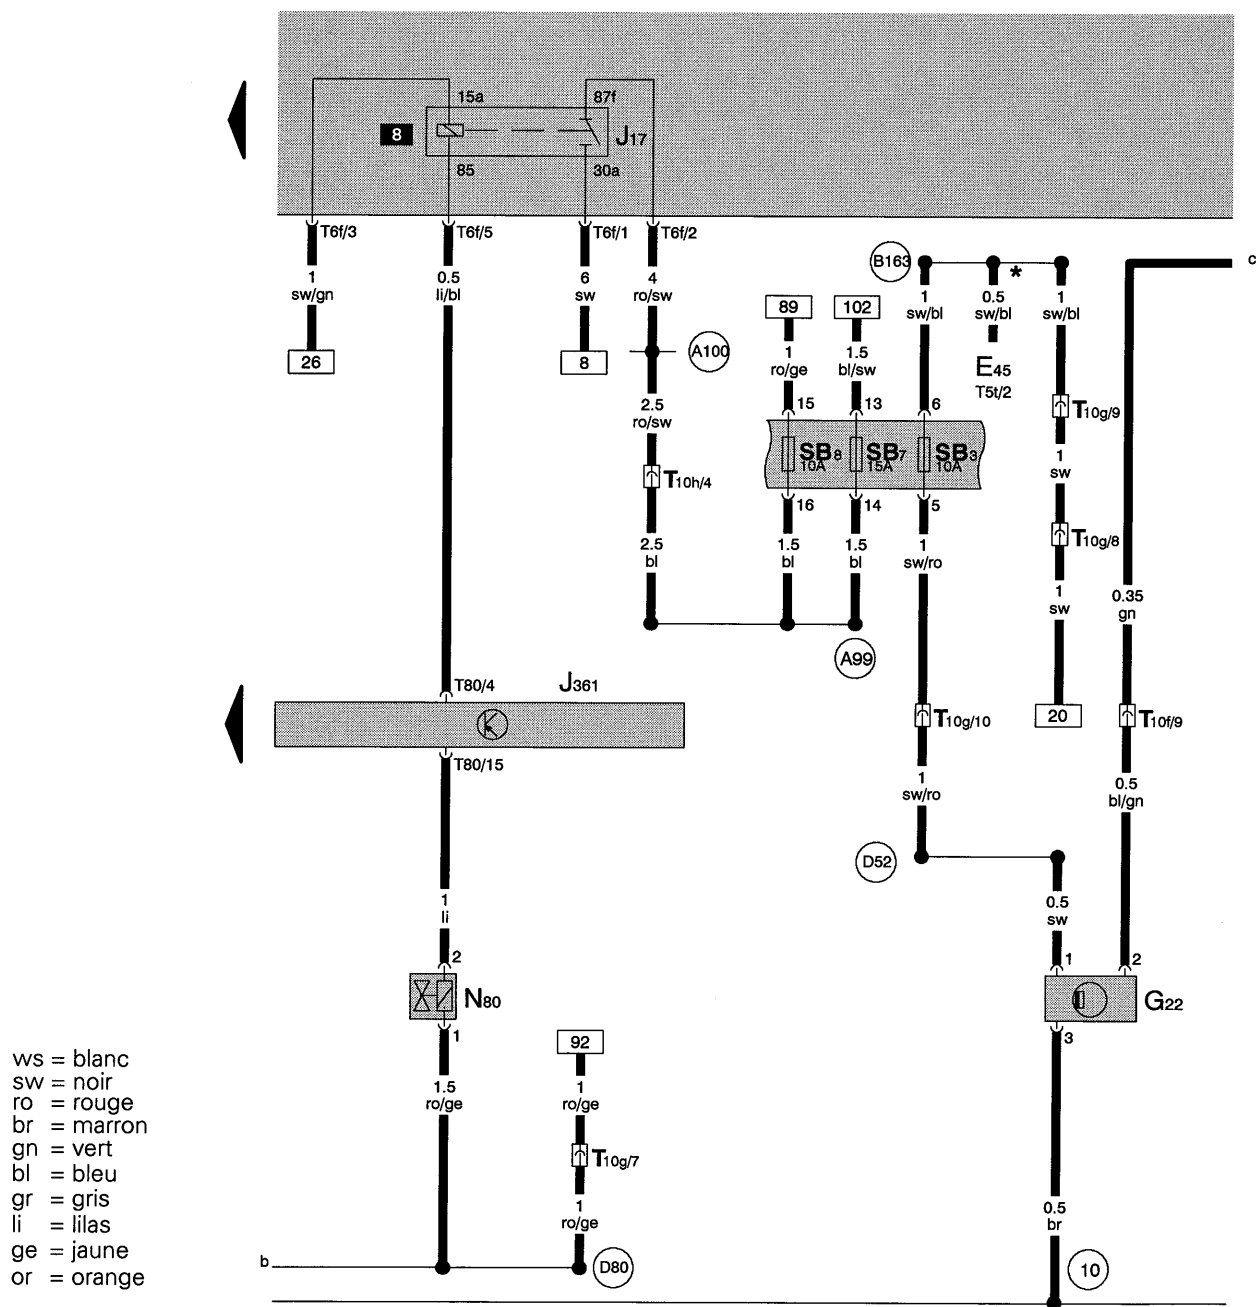 15a
87f
8
J17
85
30a
T6f/3
T6f/5
T6f/1
T6f/2
1
sw/gn
0.5
li/bl
6
sw
4
ro/sw
26
8
A100
2.5
ro/sw
T10h/4
2.5
bl
B163
*
c
1
sw/bl
0.5
sw/bl
1
sw/bl
89
102
E45
T5t/2
1
ro/ge
1.5
bl/sw
15
13
6
T10g/9
SB8
10A
SB7
15A
SB3
10A
1
sw
16
14
5
T10g/8
1.5
bl
1.5
bl
1
sw/ro
1
sw
0.35
gn
A99
T80/4
J361
T10g/10
20
T10f/9
T80/15
1
sw/ro
0.5
bl/gn
D52
1
li
0.5
sw
2
1
2
N80
G22
1
3
92
ws = blanc
sw = noir
ro = rouge
br = marron
gn = vert
bl = bleu
gr = gris
li = lilas
ge = jaune
or = orange
1.5
ro/ge
1
ro/ge
T10g/7
1
ro/ge
0.5
br
b
D80
10